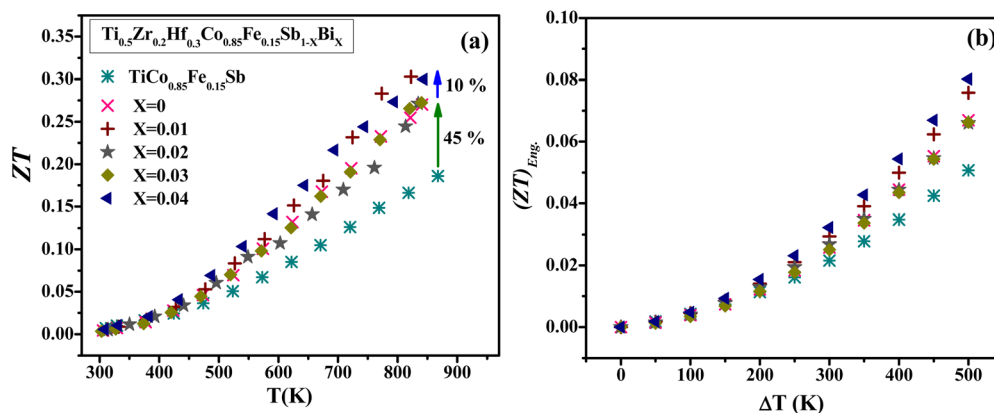 Ti0.5Zr0.2Hf0.3Co0.85Fe0.15Sb1-XBiX
(a)
TiCo0.85Fe0.15Sb
X=0
X=0.01
X=0.02
X=0.03
X=0.04
10 %
45 %
ZT
0.35
0.30
0.25
0.20
0.15
0.10
0.05
0.00
300 400 500 600 700 800 900
T(K)
(b)
(ZT)Eng.
0.10
0.08
0.06
0.04
0.02
0.00
0 100 200 300 400 500
ΔT (K)